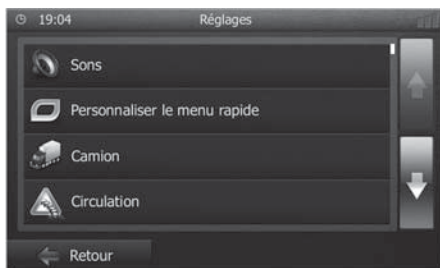 19:04 Réglages
Sons
Personnaliser le menu rapide
Camion
Circulation
Retour